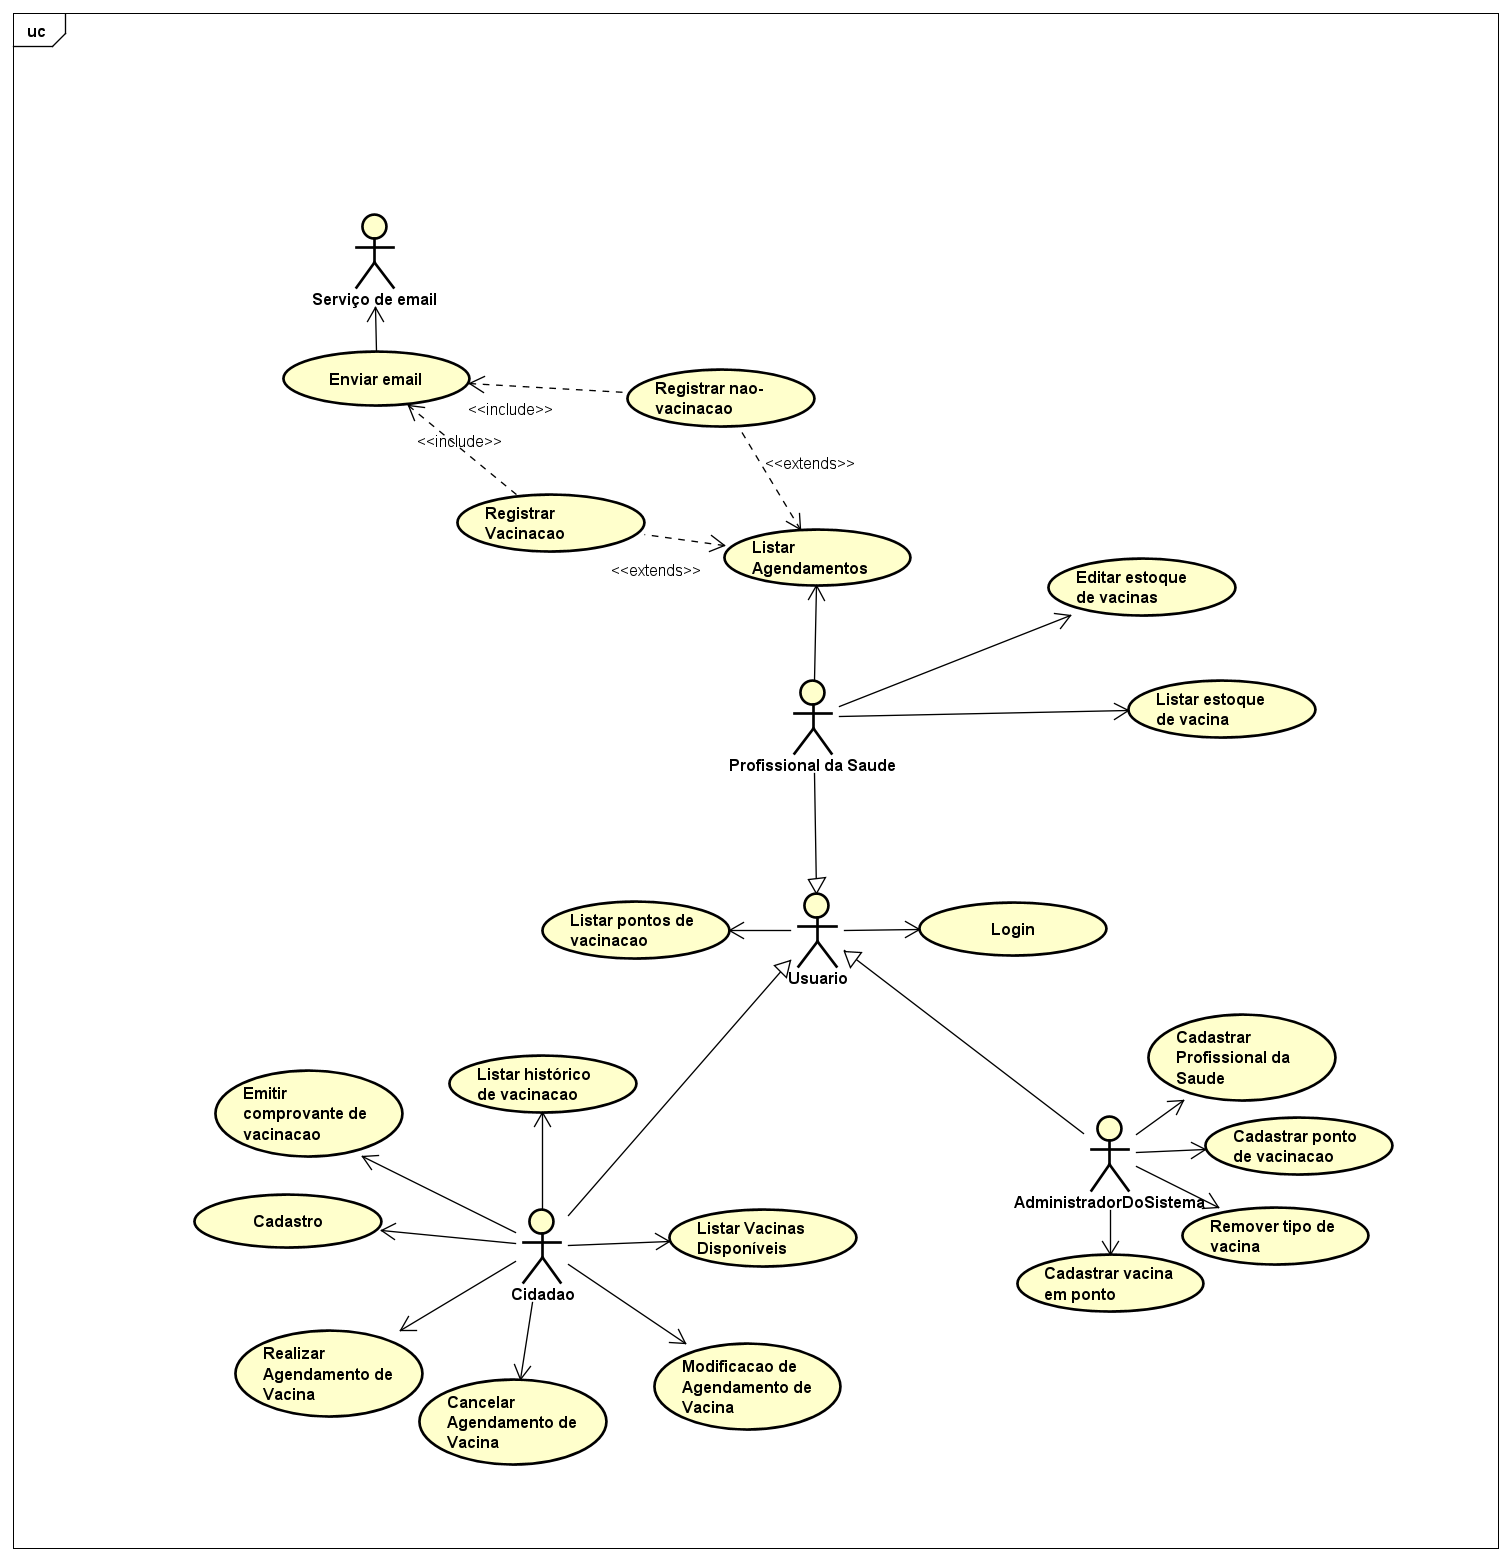 uc
Serviço de email
Enviar email
Registrar nao-
vacinacao
<<include>>
<<include>>
<<extends>>
Registrar
Vacinacao
Listar
Agendamentos
<<extends>>
Editar estoque
de vacinas
Listar estoque
de vacina
Profissional da Saude
Listar pontos de
vacinacao
Login
Usuario
Cadastrar
Profissional da
Saude
Listar histórico
de vacinacao
Emitir
comprovante de
vacinacao
Cadastrar ponto
de vacinacao
AdministradorDoSistema
Cadastro
Listar Vacinas
Disponíveis
Remover tipo de
vacina
Cadastrar vacina
em ponto
Cidadao
Realizar
Agendamento de
Vacina
Modificacao de
Agendamento de
Vacina
Cancelar
Agendamento de
Vacina